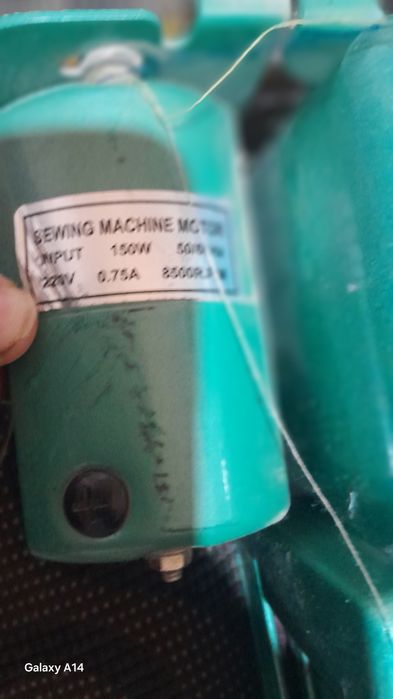 SEWING MACHINE MOTOR
INPUT 150W
220V 0.75A 8500R.P.M
Galaxy A14